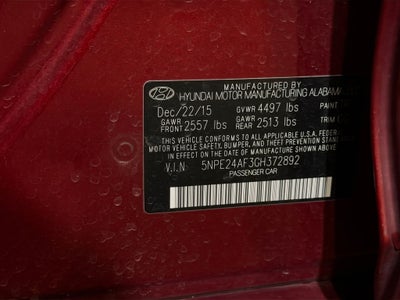 MANUFACTURED BY
HYUNDAI MOTOR MANUFACTURING ALABAMA
Dec/22/15 GVWR 4497 lbs PAINT
GAWR FRONT 2557 lbs GAWR REAR 2513 lbs TRIM
THIS VEHICLE CONFORMS TO ALL APPLICABLE U.S.A. FEDERAL
MOTOR VEHICLE SAFETY, BUMPER, AND THEFT PREVENTION STANDARDS
IN EFFECT ON THE DATE OF MANUFACTURE SHOWN ABOVE.
V.I.N 5NPE24AF3GH372892
PASSENGER CAR